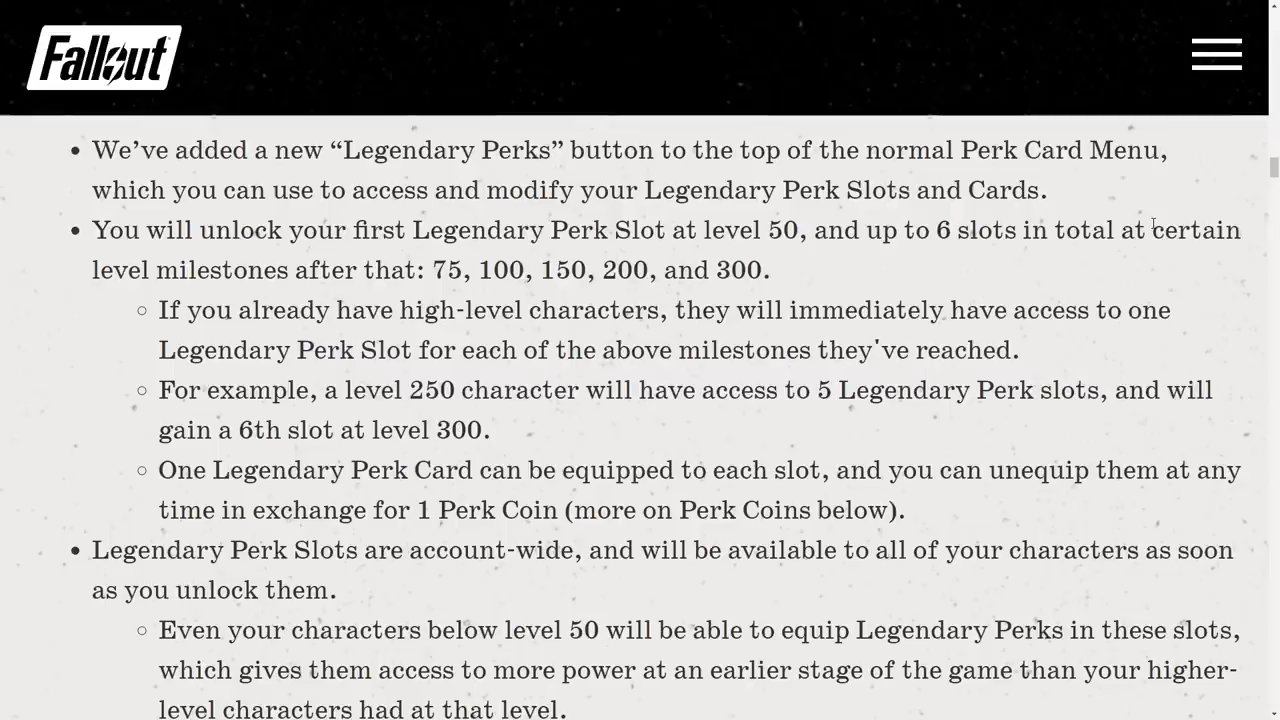 Fallout
• We’ve added a new “Legendary Perks” button to the top of the normal Perk Card Menu,
which you can use to access and modify your Legendary Perk Slots and Cards.
• You will unlock your first Legendary Perk Slot at level 50, and up to 6 slots in total at certain
level milestones after that: 75, 100, 150, 200, and 300.
◦ If you already have high-level characters, they will immediately have access to one
Legendary Perk Slot for each of the above milestones they've reached.
◦ For example, a level 250 character will have access to 5 Legendary Perk slots, and will
gain a 6th slot at level 300.
◦ One Legendary Perk Card can be equipped to each slot, and you can unequip them at any
time in exchange for 1 Perk Coin (more on Perk Coins below).
• Legendary Perk Slots are account-wide, and will be available to all of your characters as soon
as you unlock them.
◦ Even your characters below level 50 will be able to equip Legendary Perks in these slots,
which gives them access to more power at an earlier stage of the game than your higher-
level characters had at that level.